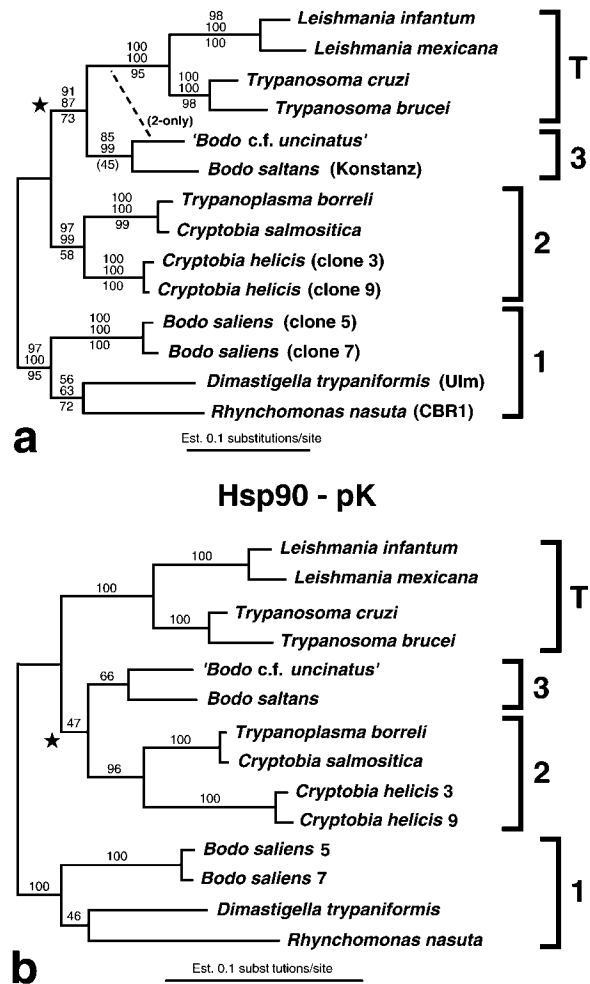 98
100
100
Leishmania infantum
Leishmania mexicana
100
100
95
100
100
98
Trypanosoma cruzi
Trypanosoma brucei
T
91
87
73
(2-only)
85
99
(45)
'Bodo c.f. uncinatus'
Bodo saltans (Konstanz)
3
100
100
99
Trypanoplasma borreli
Cryptobia salmositica
97
99
58
100
100
100
Cryptobia helicis (clone 3)
Cryptobia helicis (clone 9)
2
100
100
100
Bodo saliens (clone 5)
Bodo saliens (clone 7)
97
100
95
56
63
72
Dimastigella trypaniformis (Ulm)
Rhynchomonas nasuta (CBR1)
1
a
Est. 0.1 substitutions/site
Hsp90 - pK
100
Leishmania infantum
Leishmania mexicana
100
100
Trypanosoma cruzi
Trypanosoma brucei
T
66
'Bodo c.f. uncinatus'
Bodo saltans
3
47
100
Trypanoplasma borreli
Cryptobia salmositica
96
100
Cryptobia helicis 3
Cryptobia helicis 9
2
100
Bodo saliens 5
Bodo saliens 7
100
46
Dimastigella trypaniformis
Rhynchomonas nasuta
1
b
Est. 0.1 subst tutions/site